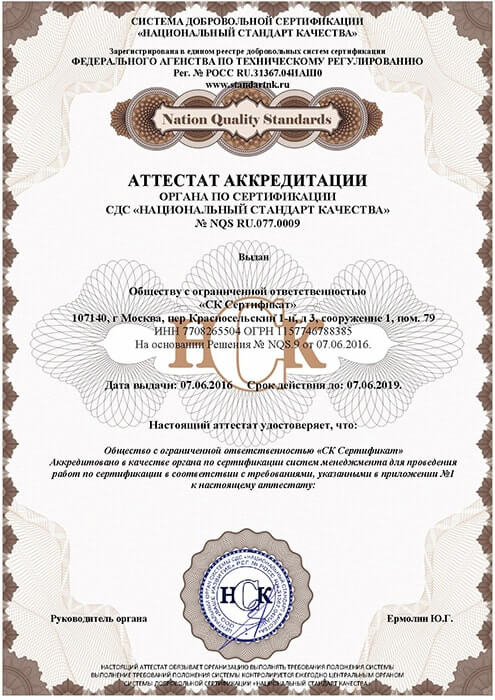 СИСТЕМА ДОБРОВОЛЬНОЙ СЕРТИФИКАЦИИ
«НАЦИОНАЛЬНЫЙ СТАНДАРТ КАЧЕСТВА»
Зарегистрирована в едином реестре добровольных систем сертификации
ФЕДЕРАЛЬНОГО АГЕНСТВА ПО ТЕХНИЧЕСКОМУ РЕГУЛИРОВАНИЮ
Рег. № РОСС RU.31367.04ИАШ0
www.standartnk.ru
Nation Quality Standards
АТТЕСТАТ АККРЕДИТАЦИИ
ОРГАНА ПО СЕРТИФИКАЦИИ
СДС «НАЦИОНАЛЬНЫЙ СТАНДАРТ КАЧЕСТВА»
№ NQS RU.077.0009
Выдан
Обществу с ограниченной ответственностью
«СК Сертификат»
107140, г Москва, пер Красносельский 1-й, д 3, сооружение 1, пом. 79
ИНН 7708265504 ОГРН 1157746788385
На основании Решения № NQS 9 от 07.06.2016.
НСК
Дата выдачи: 07.06.2016 Срок действия до: 07.06.2019.
Настоящий аттестат удостоверяет, что:
Общество с ограниченной ответственностью «СК Сертификат»
Аккредитовано в качестве органа по сертификации систем менеджмента для проведения
работ по сертификации в соответствии с требованиями, указанными в приложении №1
к настоящему аттестату:
НСК
Руководитель органа Ермолин Ю.Г.
НАСТОЯЩИЙ АТТЕСТАТ ОБЯЗЫВАЕТ ОРГАНИЗАЦИЮ ВЫПОЛНЯТЬ ТРЕБОВАНИЯ ПОЛОЖЕНИЯ СИСТЕМЫ
ВЫПОЛНЕНИЕ ТРЕБОВАНИЙ ПОЛОЖЕНИЯ СИСТЕМЫ КОНТРОЛИРУЕТСЯ ЕЖЕГОДНО ЦЕНТРАЛЬНЫМ ОРГАНОМ
СИСТЕМЫ ДОБРОВОЛЬНОЙ СЕРТИФИКАЦИИ «НАЦИОНАЛЬНЫЙ СТАНДАРТ КАЧЕСТВА»